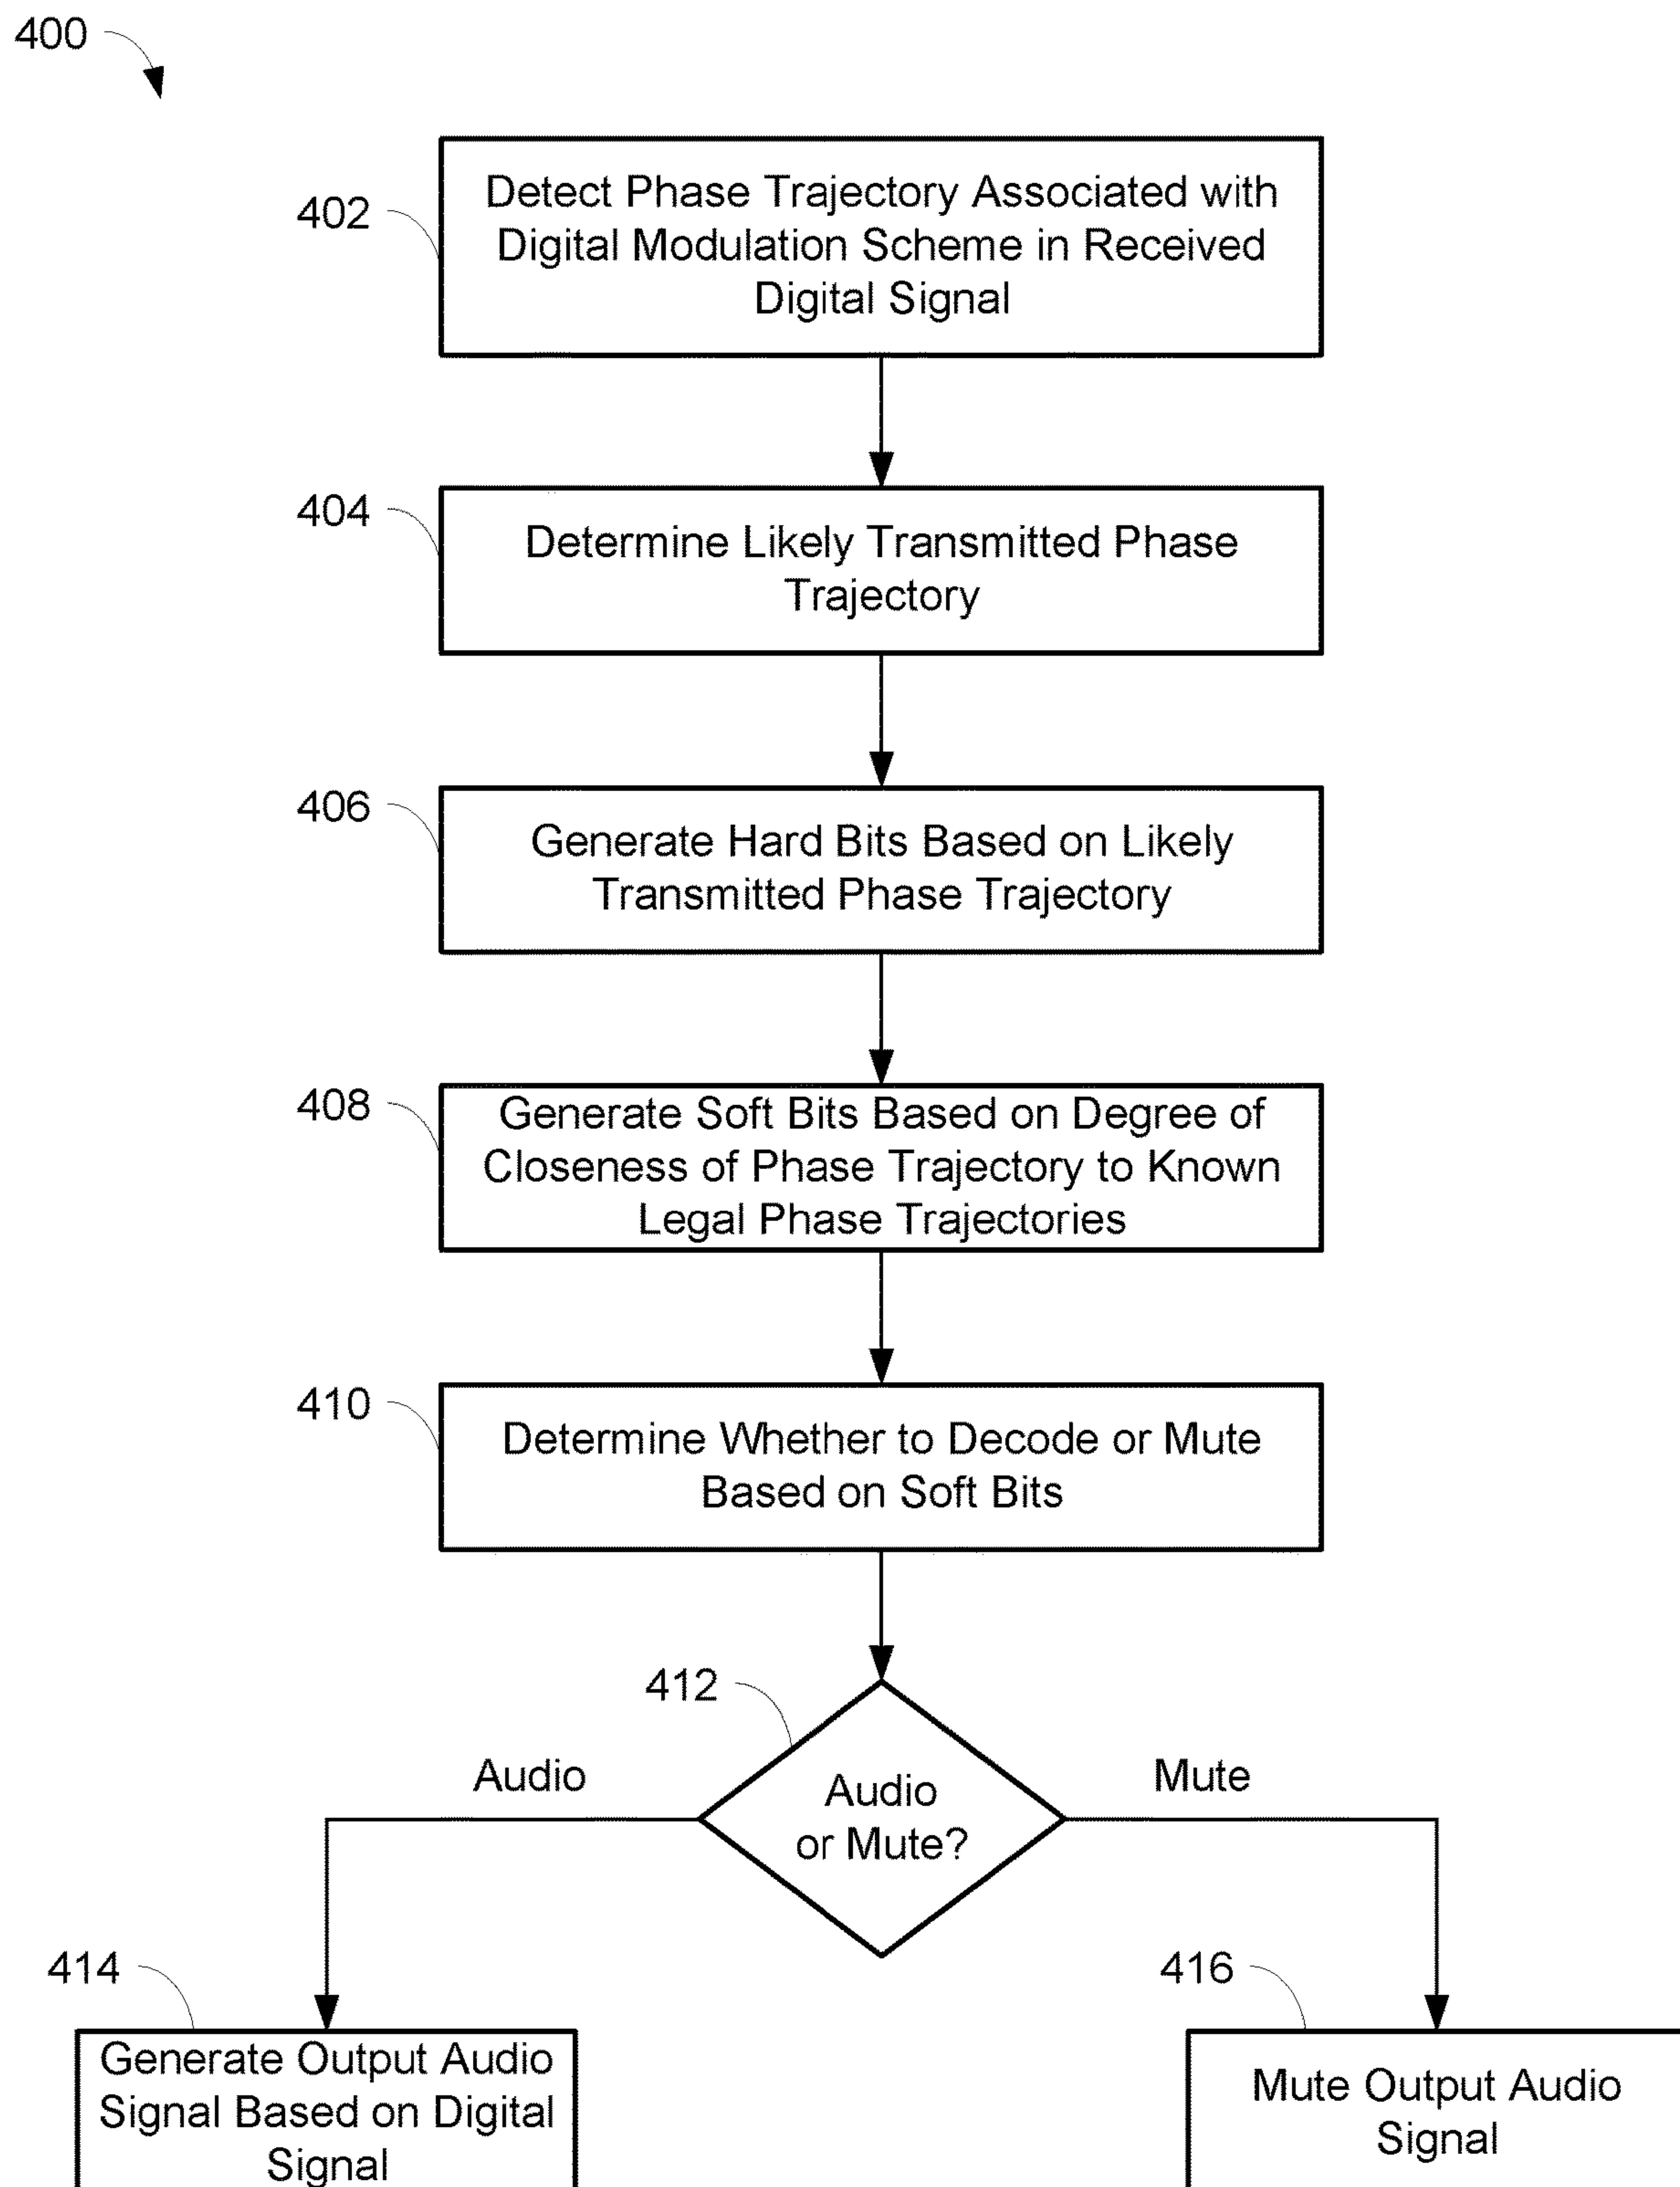 400
402
Detect Phase Trajectory Associated with
Digital Modulation Scheme in Received
Digital Signal
404
Determine Likely Transmitted Phase
Trajectory
406
Generate Hard Bits Based on Likely
Transmitted Phase Trajectory
408
Generate Soft Bits Based on Degree of
Closeness of Phase Trajectory to Known
Legal Phase Trajectories
410
Determine Whether to Decode or Mute
Based on Soft Bits
412
Audio
Audio
or Mute?
Mute
414
Generate Output Audio
Signal Based on Digital
Signal
416
Mute Output Audio
Signal